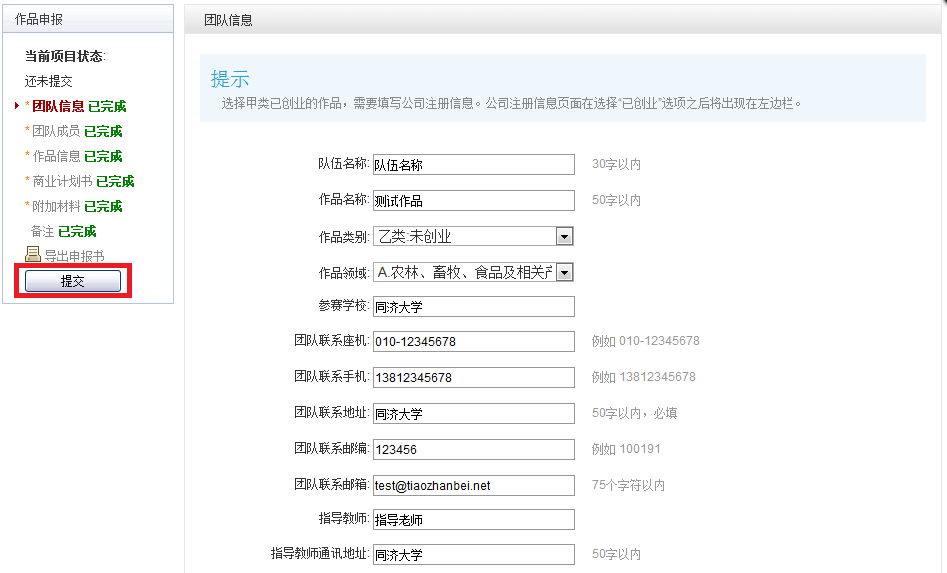 作品申报
当前项目状态:
还未提交
*团队信息 已完成
*团队成员 已完成
*作品信息 已完成
*商业计划书 已完成
*附加材料 已完成
备注 已完成
导出申报书
提交
团队信息
提示
选择甲类已创业的作品，需要填写公司注册信息。公司注册信息页面在选择“已创业”选项之后将出现在左边栏。
队伍名称: 队伍名称 30字以内
作品名称: 测试作品 50字以内
作品类别: 乙类:未创业
作品领域: A.农林、畜牧、食品及相关产
参赛学校: 同济大学
团队联系座机: 010-12345678 例如 010-12345678
团队联系手机: 13812345678 例如 13812345678
团队联系地址: 同济大学 50字以内，必填
团队联系邮编: 123456 例如 100191
团队联系邮箱: test@tiaozhanbei.net 75个字符以内
指导教师: 指导老师
指导教师通讯地址: 同济大学 50字以内